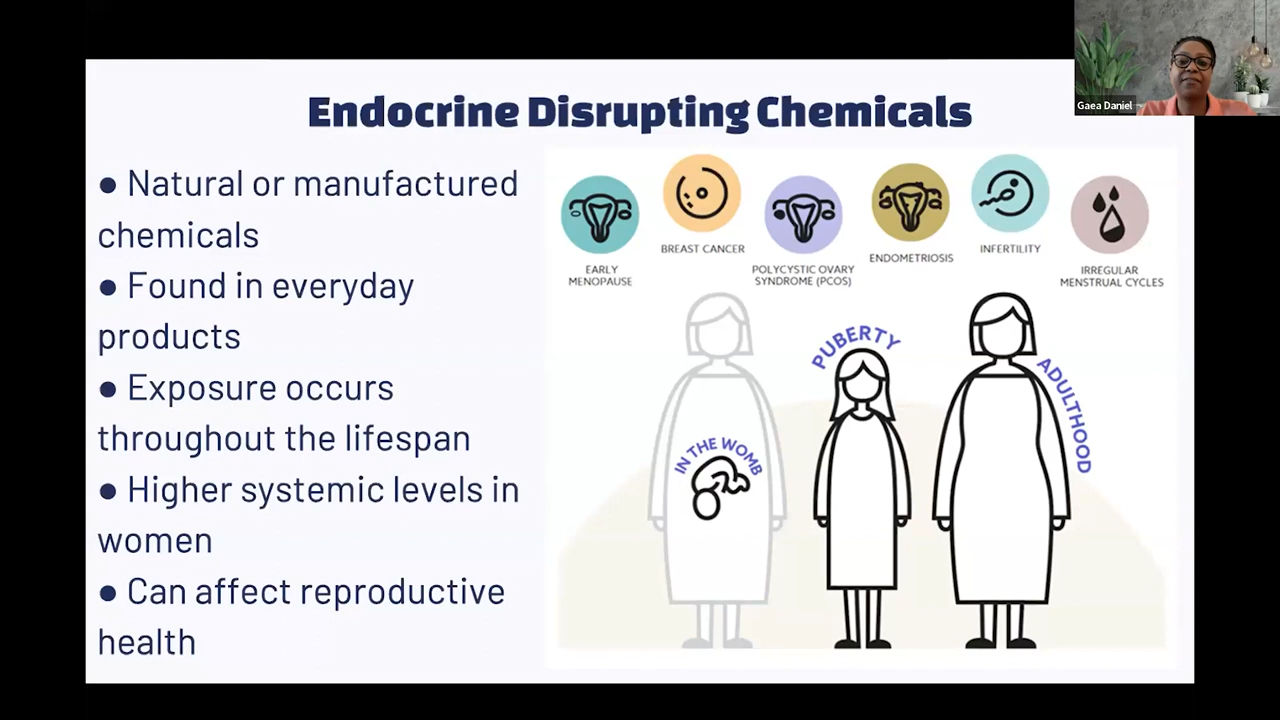 Gaea Daniel
Endocrine Disrupting Chemicals
● Natural or manufactured
chemicals
● Found in everyday
products
● Exposure occurs
throughout the lifespan
● Higher systemic levels in
women
● Can affect reproductive
health
EARLY
MENOPAUSE
BREAST CANCER
POLYCYSTIC OVARY
SYNDROME (PCOS)
ENDOMETRIOSIS
INFERTILITY
IRREGULAR
MENSTRUAL CYCLES
IN THE WOMB
PUBERTY
ADULTHOOD